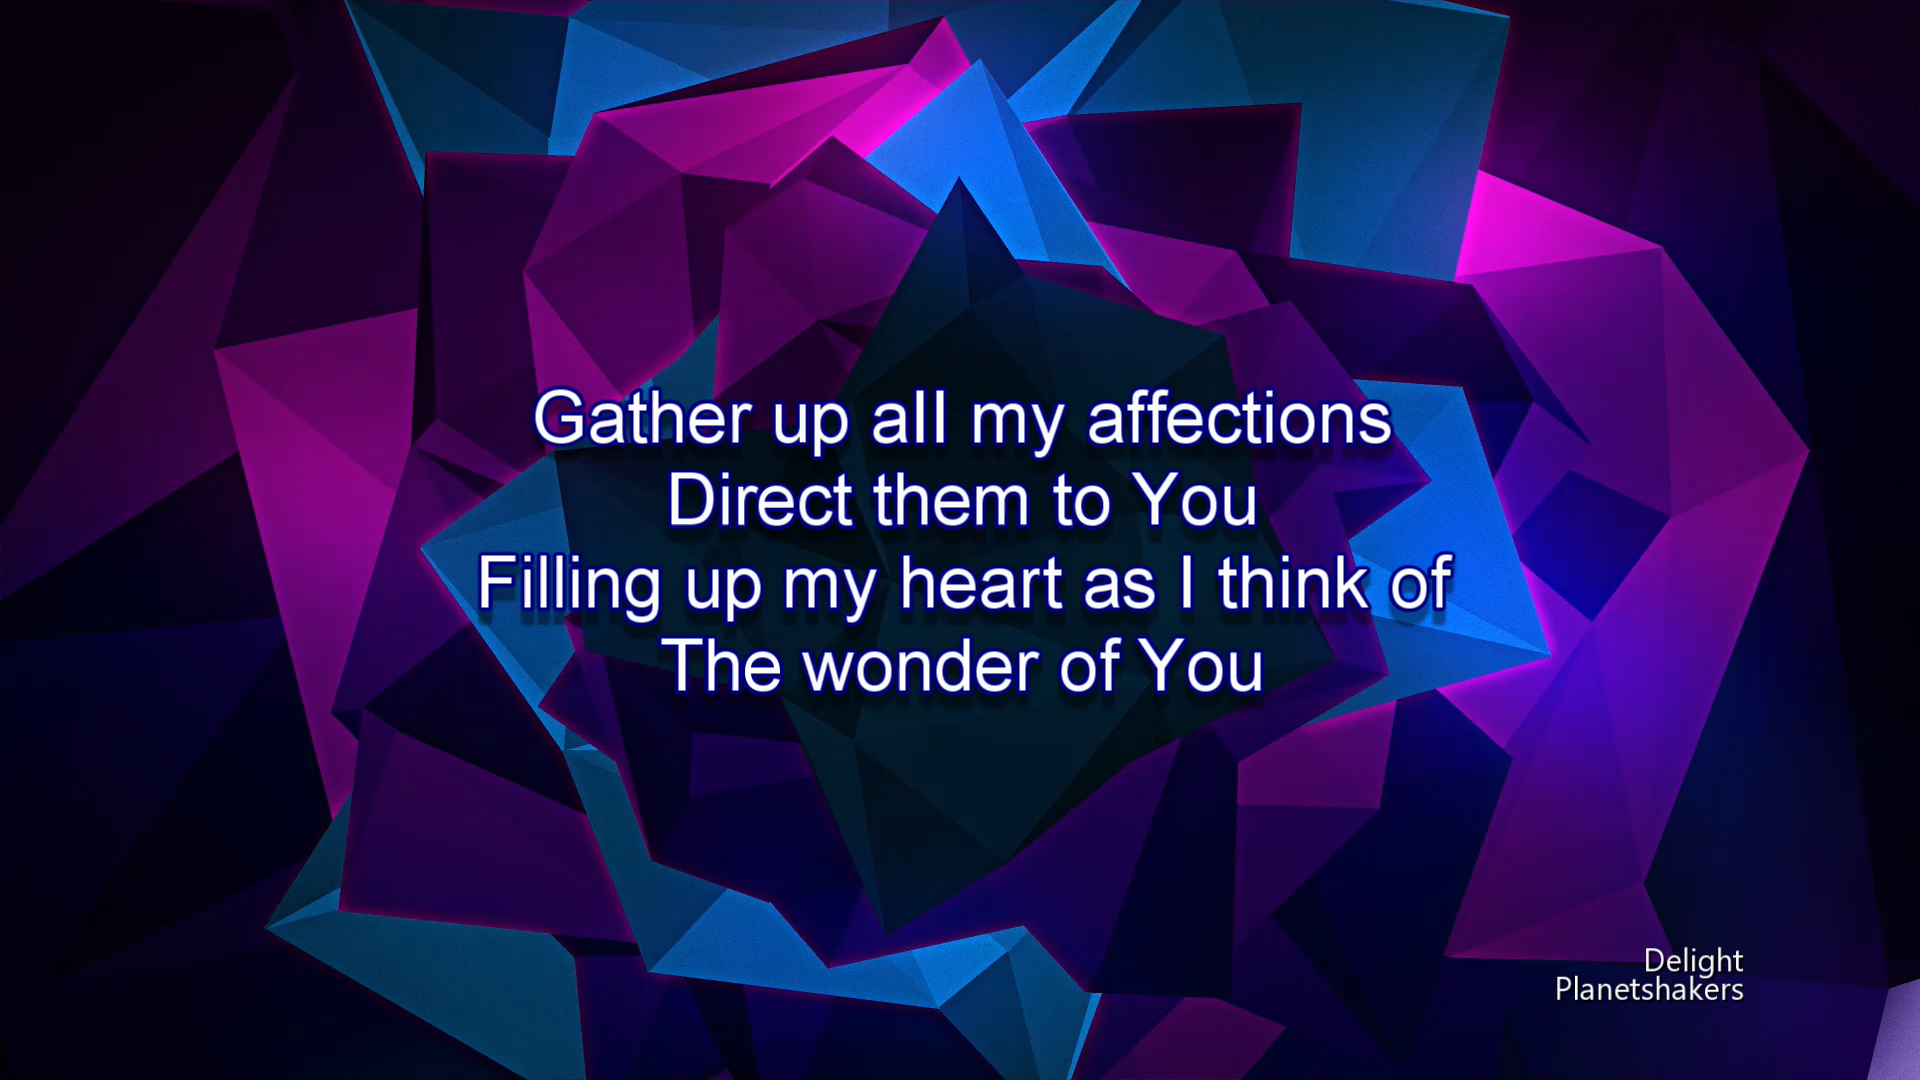 Gather up all my affections
Direct them to You
Filling up my heart as I think of
The wonder of You
Delight
Planetshakers